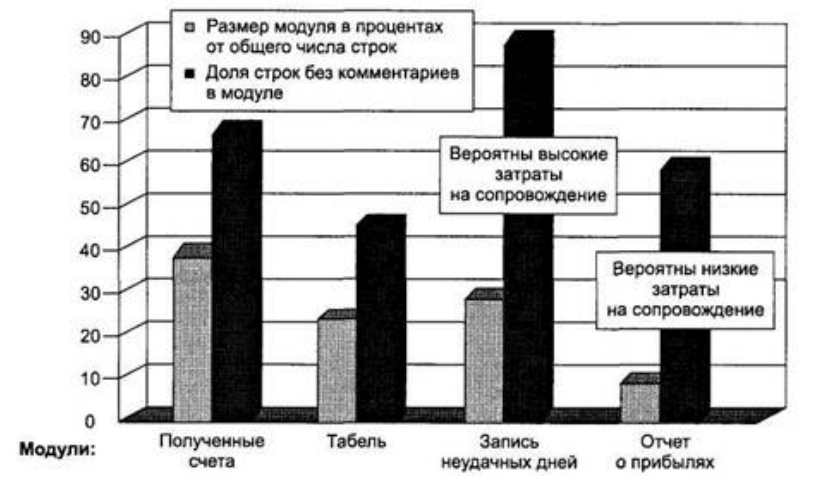 Размер модуля в процентах
от общего числа строк
Доля строк без комментариев
в модуле
90
80
70
60
50
40
30
20
10
0
Вероятны высокие
затраты
на сопровождение
Вероятны низкие
затраты
на сопровождение
Модули:
Полученные
счета
Табель
Запись
неудачных дней
Отчет
о прибылях